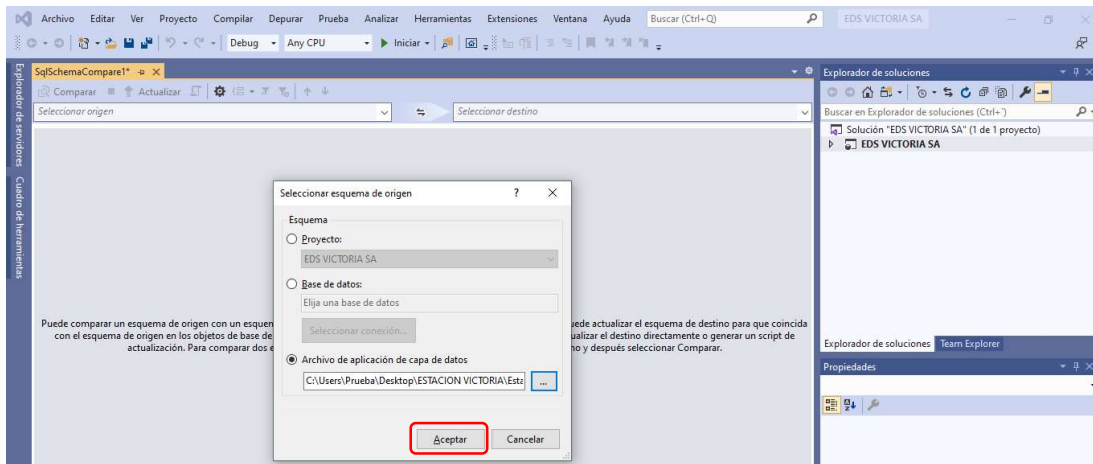 Archivo Editar Ver Proyecto Compilar Depurar Prueba Analizar Herramientas Extensiones Ventana Ayuda Buscar (Ctrl+Q) EDS VICTORIA SA
Debug Any CPU Iniciar
Explorador de servidores
Cuadro de herramientas
SqlSchemaCompare1*
Comparar Actualizar
Seleccionar origen
Seleccionar destino
Puede comparar un esquema de origen con un esquen
con el esquema de origen en los objetos de base de
actualización. Para comparar dos e
uede actualizar el esquema de destino para que coincida
ualizar el destino directamente o generar un script de
no y después seleccionar Comparar.
Seleccionar esquema de origen ?
Esquema
Proyecto:
EDS VICTORIA SA
Base de datos:
Elija una base de datos
Seleccionar conexión...
Archivo de aplicación de capa de datos
C:\Users\Prueba\Desktop\ESTACION VICTORIA\Esta ...
Aceptar Cancelar
Explorador de soluciones
Buscar en Explorador de soluciones (Ctrl+´)
Solución "EDS VICTORIA SA" (1 de 1 proyecto)
EDS VICTORIA SA
Explorador de soluciones Team Explorer
Propiedades